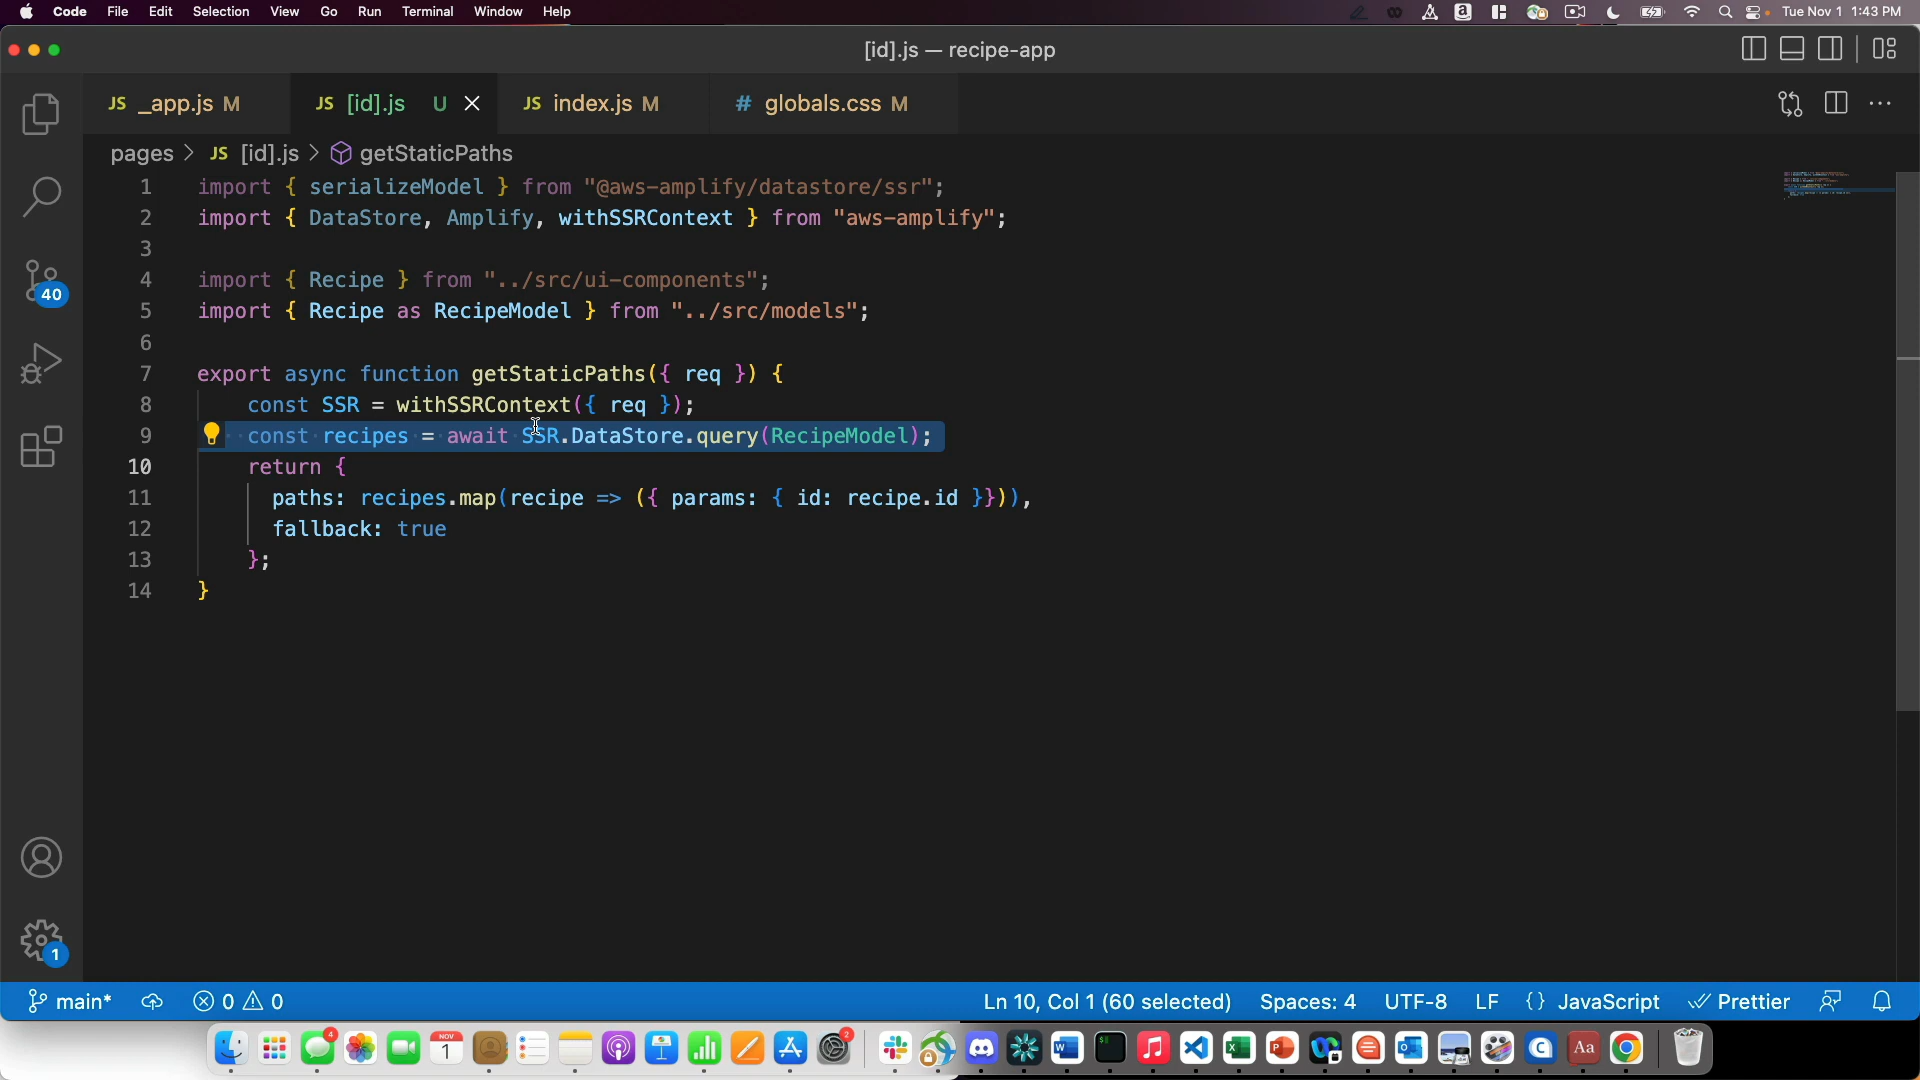 Code File Edit Selection View Go Run Terminal Window Help Tue Nov 1 1:43 PM
[id].js — recipe-app
JS _app.js M JS [id].js U JS index.js M # globals.css M
pages > JS [id].js > getStaticPaths
1 import { serializeModel } from "@aws-amplify/datastore/ssr";
2 import { DataStore, Amplify, withSSRContext } from "aws-amplify";
3
4 import { Recipe } from "../src/ui-components";
5 import { Recipe as RecipeModel } from "../src/models";
6
7 export async function getStaticPaths({ req }) {
8 const SSR = withSSRContext({ req });
9 const recipes = await SSR.DataStore.query(RecipeModel);
10 return {
11 paths: recipes.map(recipe => ({ params: { id: recipe.id }})),
12 fallback: true
13 };
14 }
40
1
main* 0 0 Ln 10, Col 1 (60 selected) Spaces: 4 UTF-8 LF {} JavaScript Prettier
4 NOV 1 2 W $ X P Aa